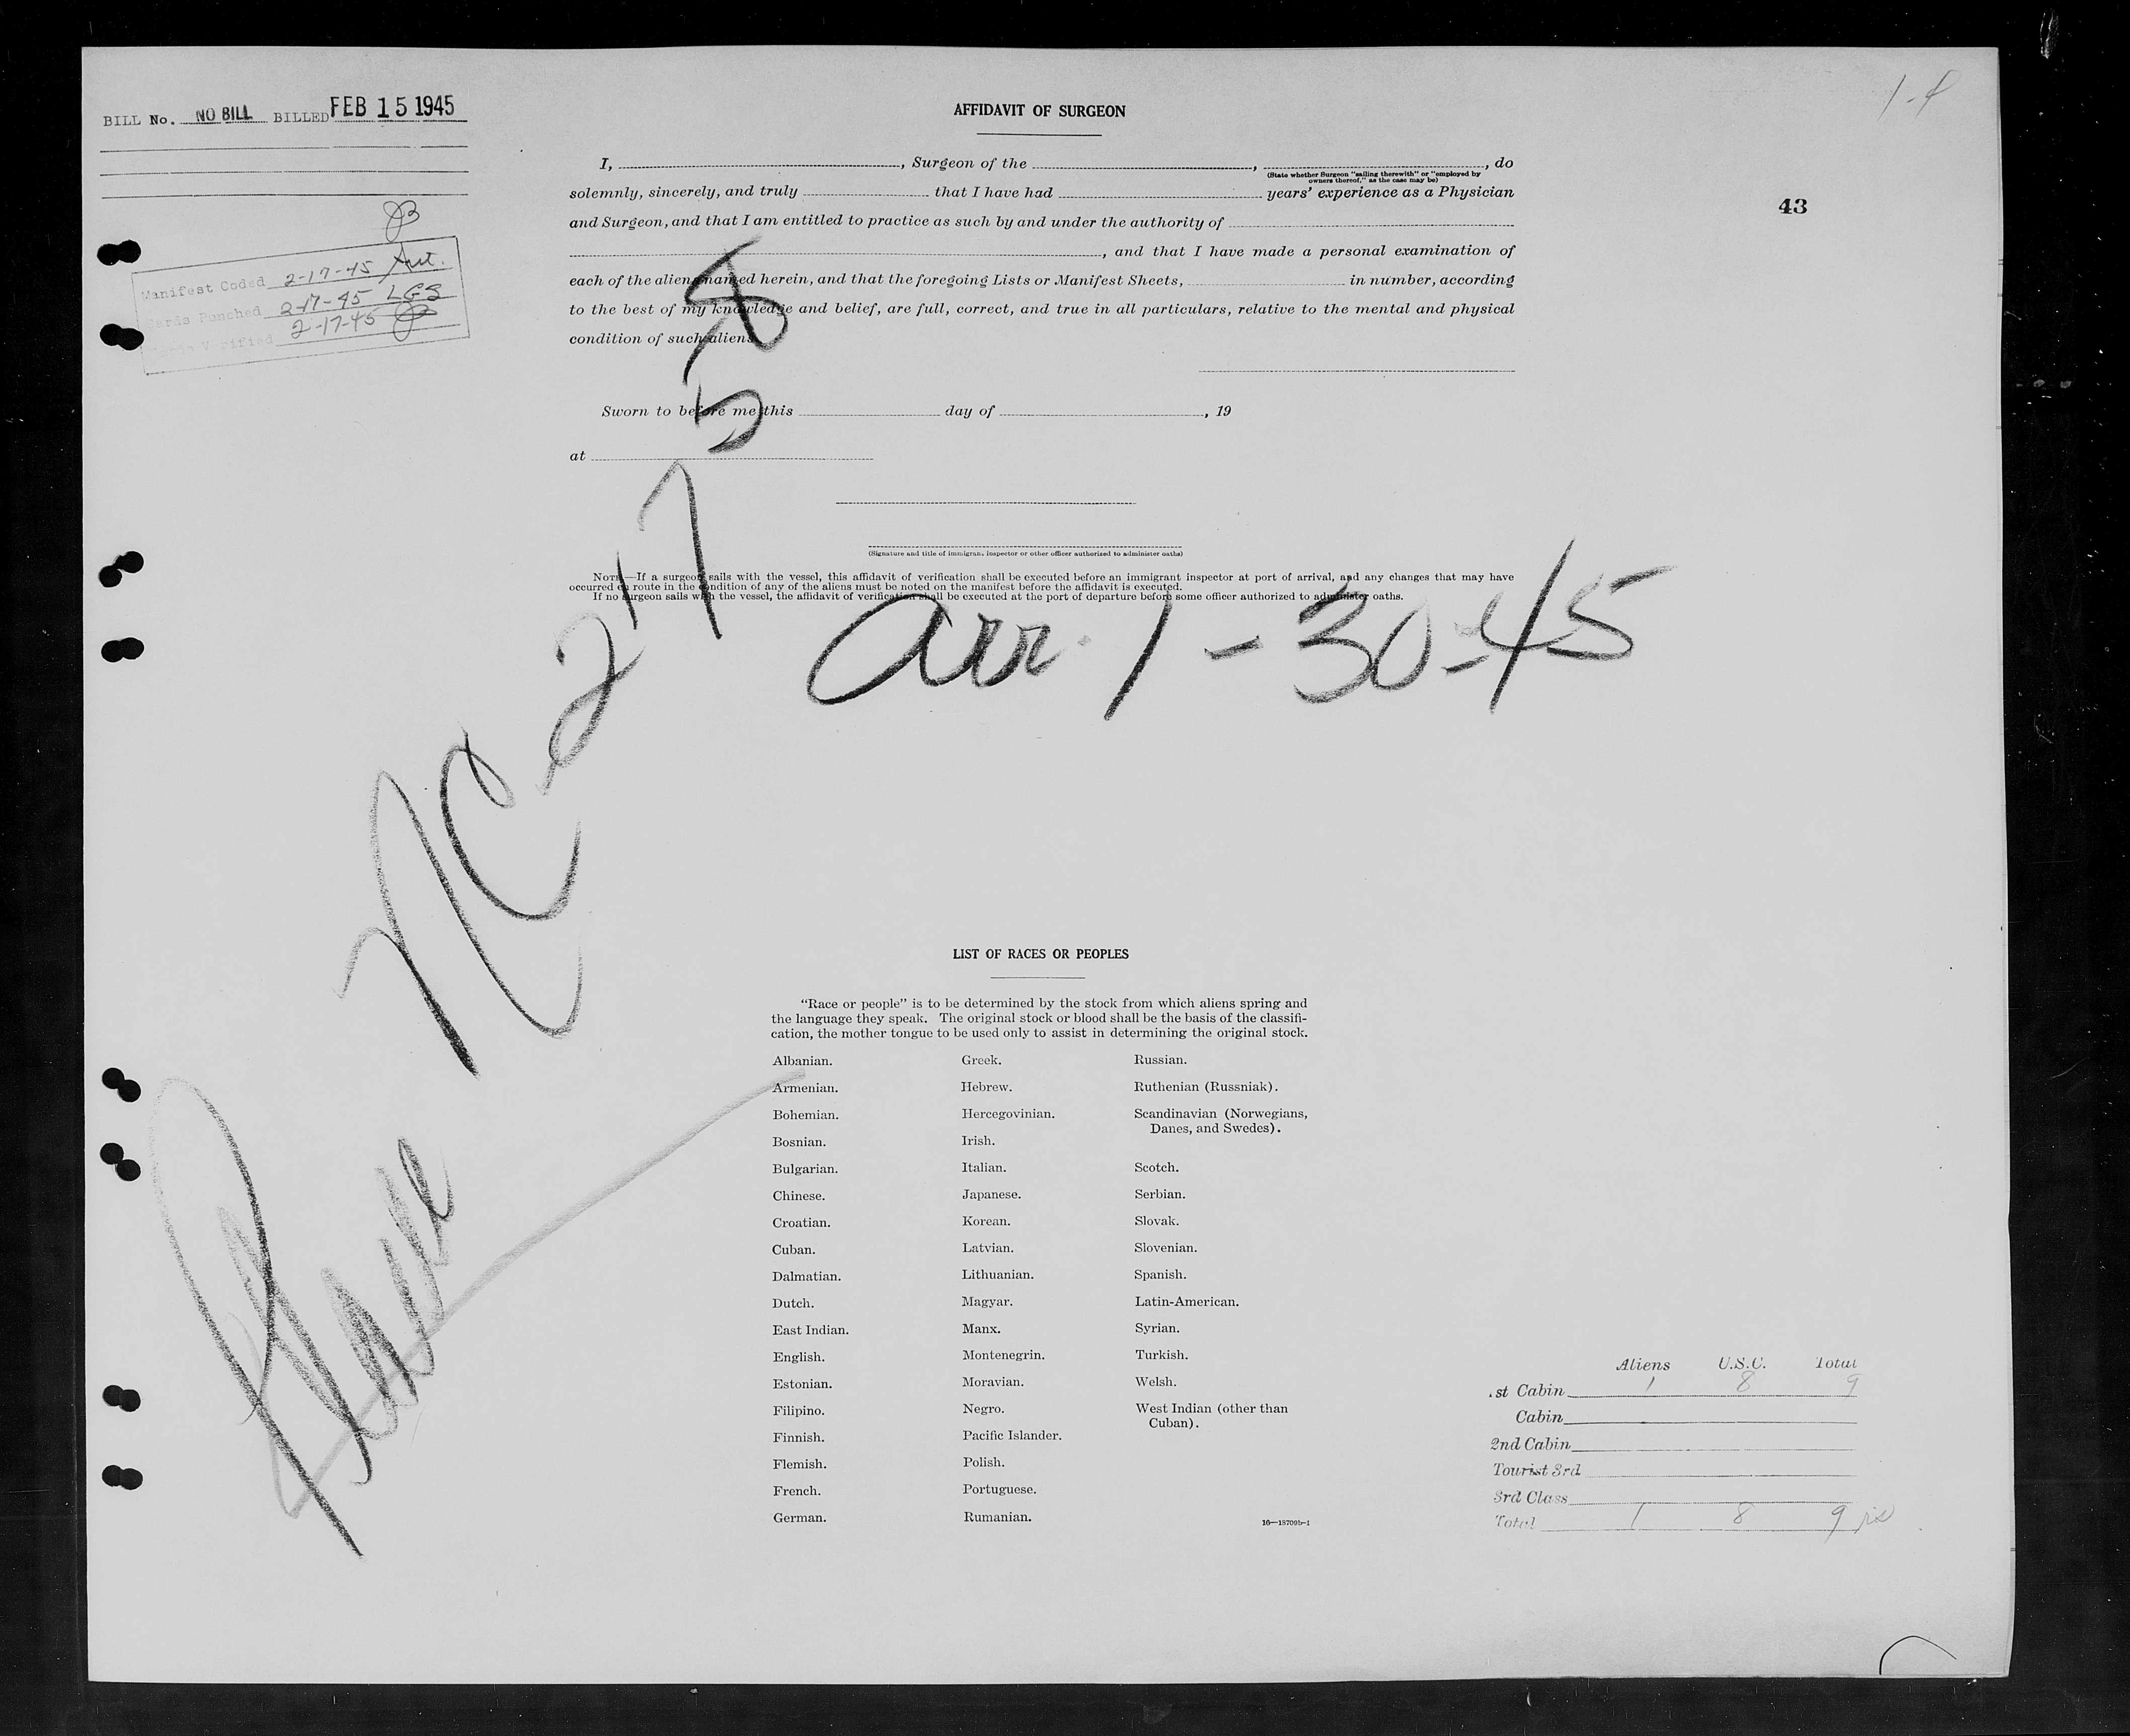 1-4
BILL No. NO BILL BILLED FEB 15 1945
43
JB
Manifest Coded 2-17-45
Cards Punched 2-17-45 LGS
Verified 2-17-45 JB
AFFIDAVIT OF SURGEON
I, , Surgeon of the , , do
(State whether Surgeon "sailing therewith" or "employed by
owners thereof," as the case may be)
solemnly, sincerely, and truly that I have had years' experience as a Physician
and Surgeon, and that I am entitled to practice as such by and under the authority of
, and that I have made a personal examination of
each of the aliens named herein, and that the foregoing Lists or Manifest Sheets, in number, according
to the best of my knowledge and belief, are full, correct, and true in all particulars, relative to the mental and physical
condition of such aliens
Sworn to before me this day of , 19
at
(Signature and title of immigrant inspector or other officer authorized to administer oaths)
NOTE.—If a surgeon sails with the vessel, this affidavit of verification shall be executed before an immigrant inspector at port of arrival, and any changes that may have
occurred en route in the condition of any of the aliens must be noted on the manifest before the affidavit is executed.
If no surgeon sails with the vessel, the affidavit of verification shall be executed at the port of departure before some officer authorized to administer oaths.
arr. 1-30-45
Plane NC-21758
LIST OF RACES OR PEOPLES
"Race or people" is to be determined by the stock from which aliens spring and
the language they speak. The original stock or blood shall be the basis of the classifi-
cation, the mother tongue to be used only to assist in determining the original stock.
Albanian. Greek. Russian.
Armenian. Hebrew. Ruthenian (Russniak).
Bohemian. Hercegovinian. Scandinavian (Norwegians,
Danes, and Swedes).
Bosnian. Irish.
Bulgarian. Italian. Scotch.
Chinese. Japanese. Serbian.
Croatian. Korean. Slovak.
Cuban. Latvian. Slovenian.
Dalmatian. Lithuanian. Spanish.
Dutch. Magyar. Latin-American.
East Indian. Manx. Syrian.
English. Montenegrin. Turkish.
Estonian. Moravian. Welsh.
Filipino. Negro. West Indian (other than
Cuban).
Finnish. Pacific Islander.
Flemish. Polish.
French. Portuguese.
German. Rumanian.
16—18709b-1
Aliens U.S.C. Total
1st Cabin 1 8 9
Cabin
2nd Cabin
Tourist 3rd
3rd Class
Total 1 8 9